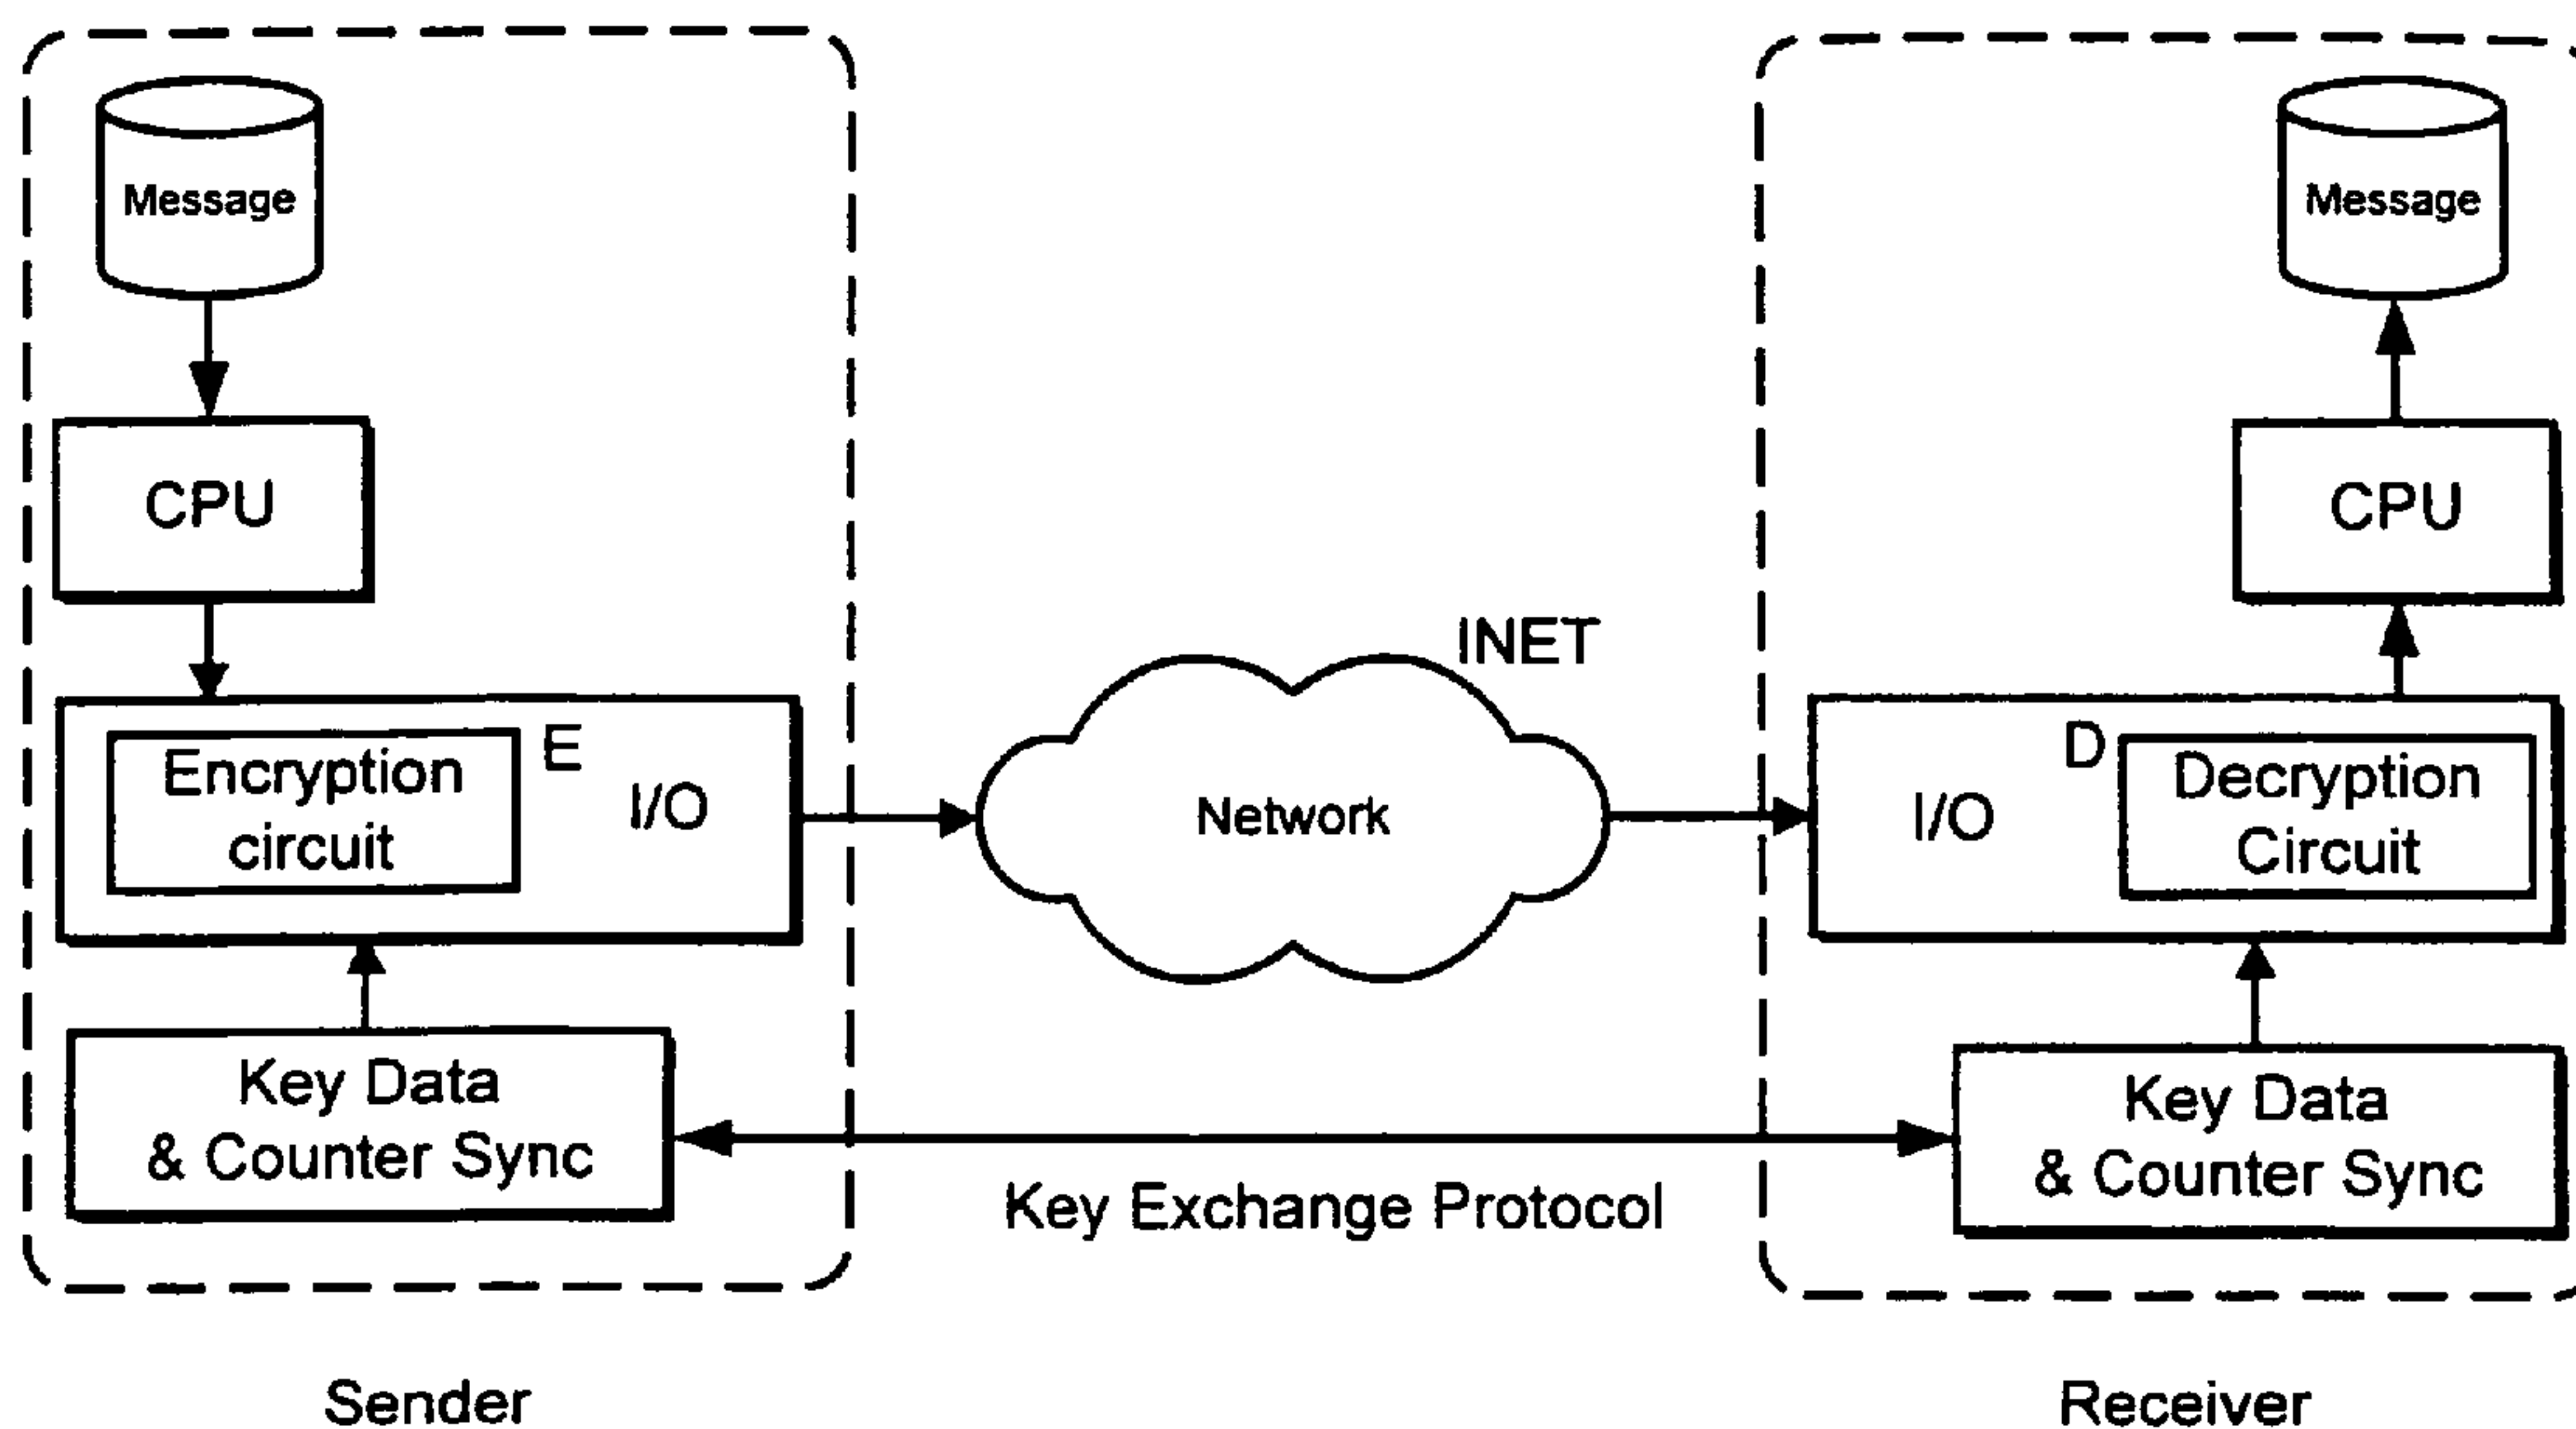 Message
CPU
Encryption
circuit
E
I/O
Key Data
& Counter Sync
Sender
INET
Network
Key Exchange Protocol
Message
CPU
I/O
D
Decryption
Circuit
Key Data
& Counter Sync
Receiver